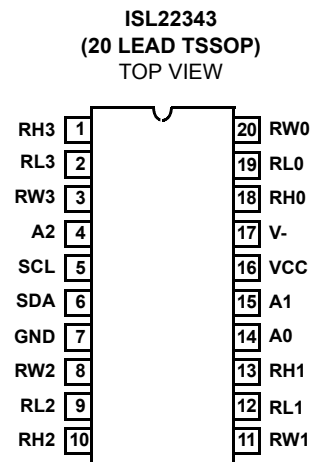 ISL22343
(20 LEAD TSSOP)
TOP VIEW
RH3 1 20 RW0
RL3 2 19 RL0
RW3 3 18 RH0
A2 4 17 V-
SCL 5 16 VCC
SDA 6 15 A1
GND 7 14 A0
RW2 8 13 RH1
RL2 9 12 RL1
RH2 10 11 RW1